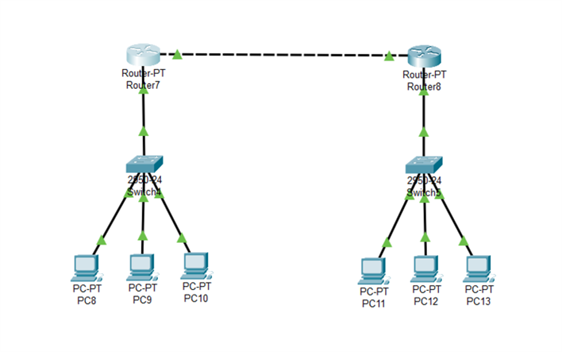 Router-PT
Router7
Router-PT
Router8
2950-24
Switch4
2950-24
Switch5
PC-PT
PC8
PC-PT
PC9
PC-PT
PC10
PC-PT
PC11
PC-PT
PC12
PC-PT
PC13